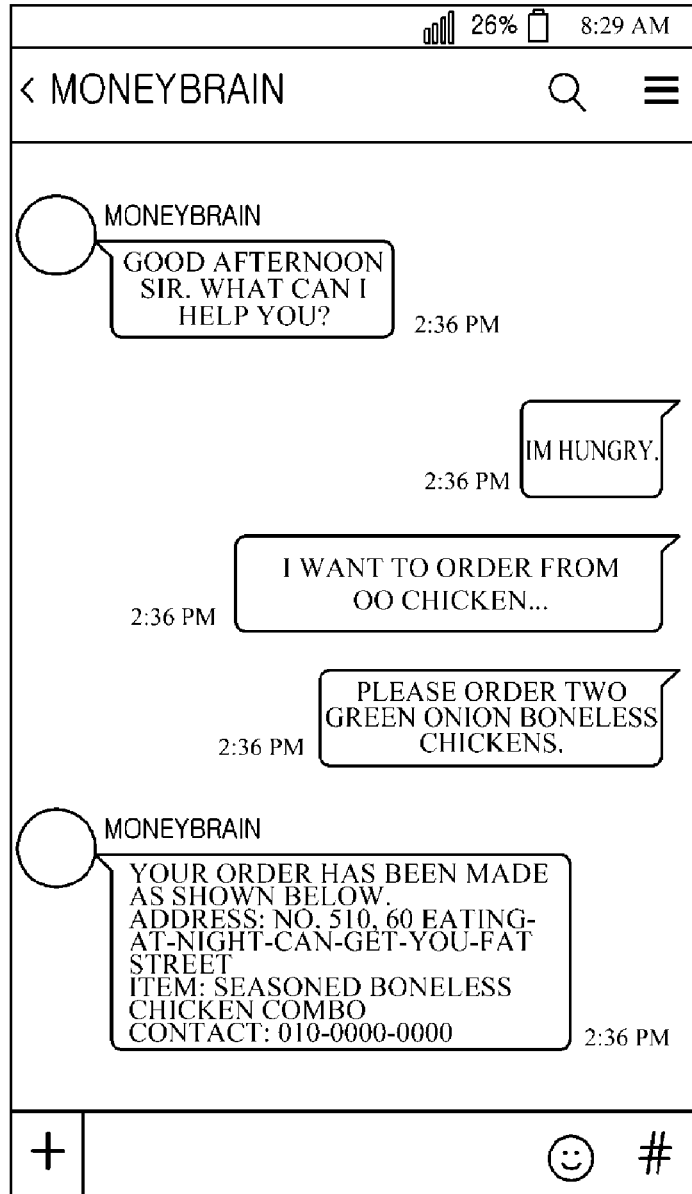 26% 8:29 AM
< MONEYBRAIN
MONEYBRAIN
GOOD AFTERNOON
SIR. WHAT CAN I
HELP YOU?
2:36 PM
IM HUNGRY.
2:36 PM
I WANT TO ORDER FROM
OO CHICKEN...
2:36 PM
PLEASE ORDER TWO
GREEN ONION BONELESS
CHICKENS.
2:36 PM
MONEYBRAIN
YOUR ORDER HAS BEEN MADE
AS SHOWN BELOW.
ADDRESS: NO. 510, 60 EATING-
AT-NIGHT-CAN-GET-YOU-FAT
STREET
ITEM: SEASONED BONELESS
CHICKEN COMBO
CONTACT: 010-0000-0000
2:36 PM
+ #